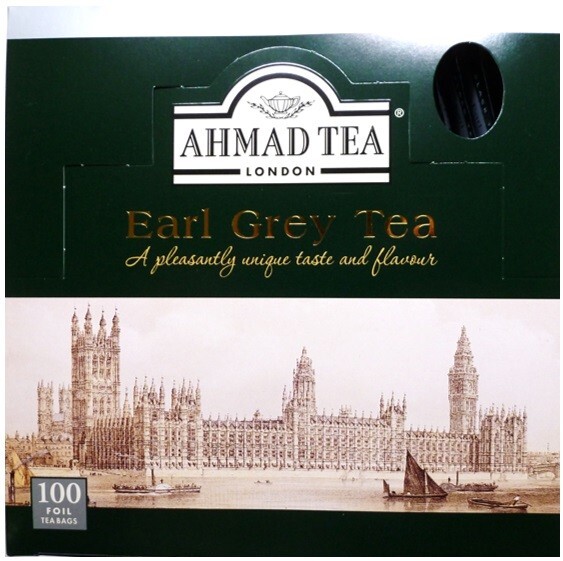 AHMAD TEA®
LONDON
Earl Grey Tea
A pleasantly unique taste and flavour
100
FOIL
TEA BAGS